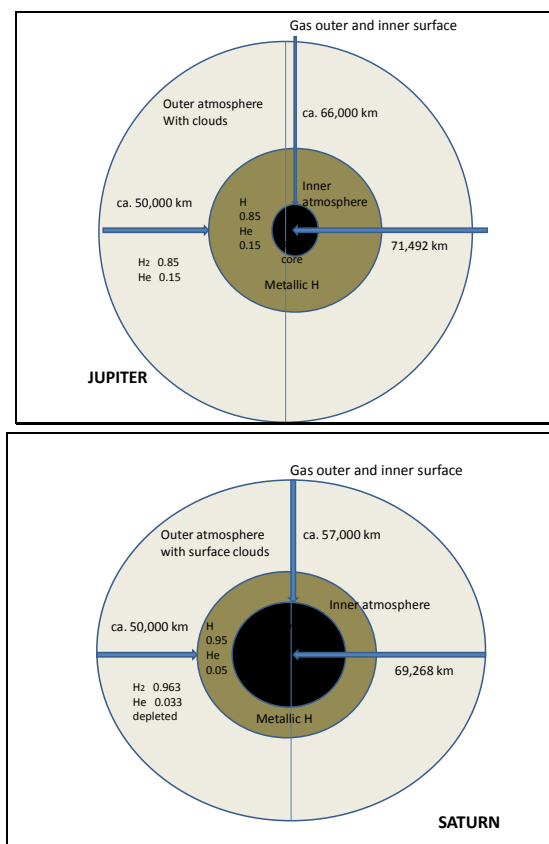 Gas outer and inner surface
Outer atmosphere
With clouds
ca. 66,000 km
Inner
atmosphere
H
0.85
He
0.15
ca. 50,000 km
71,492 km
core
H2 0.85
He 0.15
Metallic H
JUPITER
Gas outer and inner surface
Outer atmosphere
with surface clouds
ca. 57,000 km
Inner atmosphere
ca. 50,000 km
H
0.95
He
0.05
69,268 km
H2 0.963
He 0.033
depleted
Metallic H
SATURN